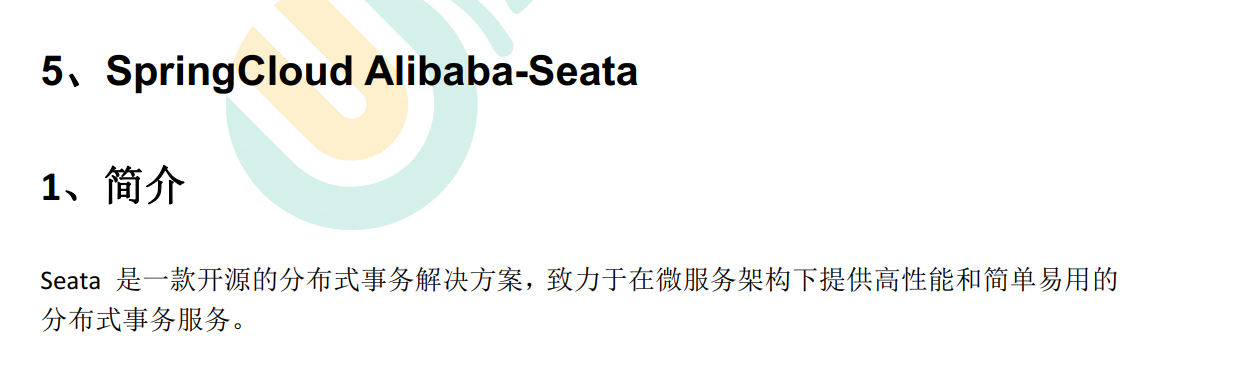 5、SpringCloud Alibaba-Seata
1、简介
Seata 是一款开源的分布式事务解决方案，致力于在微服务架构下提供高性能和简单易用的
分布式事务服务。